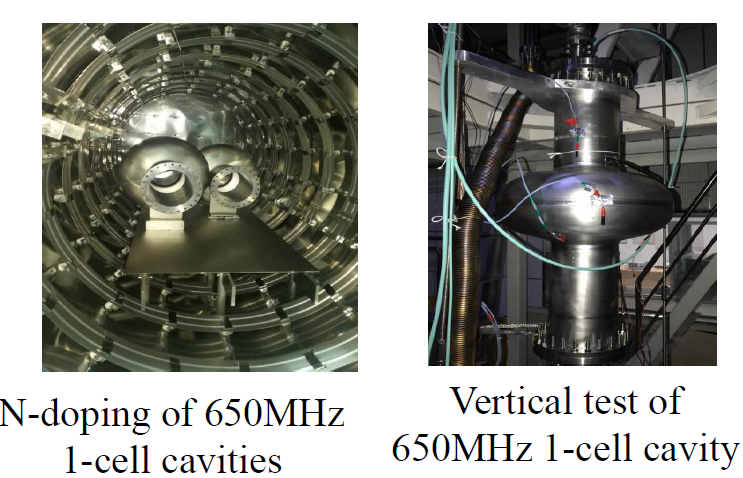 N-doping of 650MHz
1-cell cavities
Vertical test of
650MHz 1-cell cavity